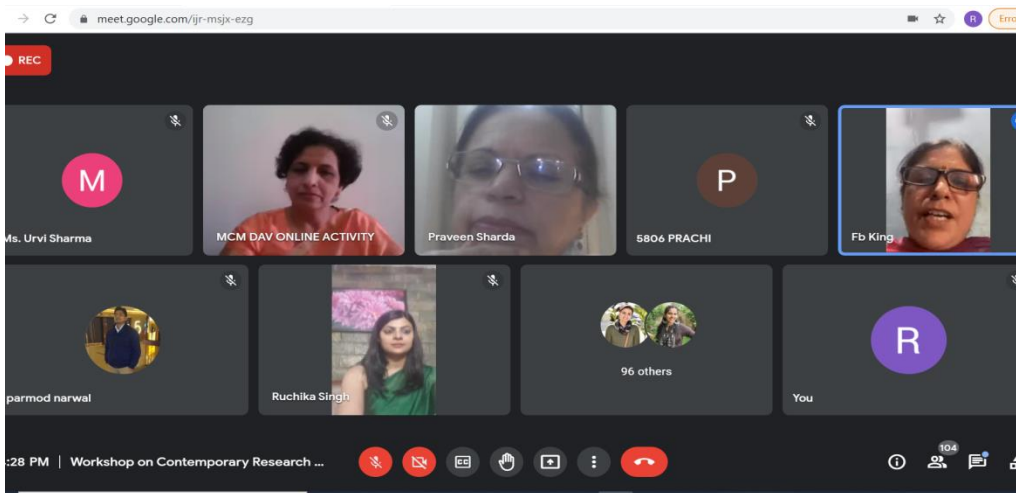 meet.google.com/ijr-msjx-ezg
R
REC
M
Ms. Urvi Sharma
MCM DAV ONLINE ACTIVITY
Praveen Sharda
P
5806 PRACHI
Fb King
parmod narwal
Ruchika Singh
96 others
R
You
:28 PM | Workshop on Contemporary Research ...
CC
104